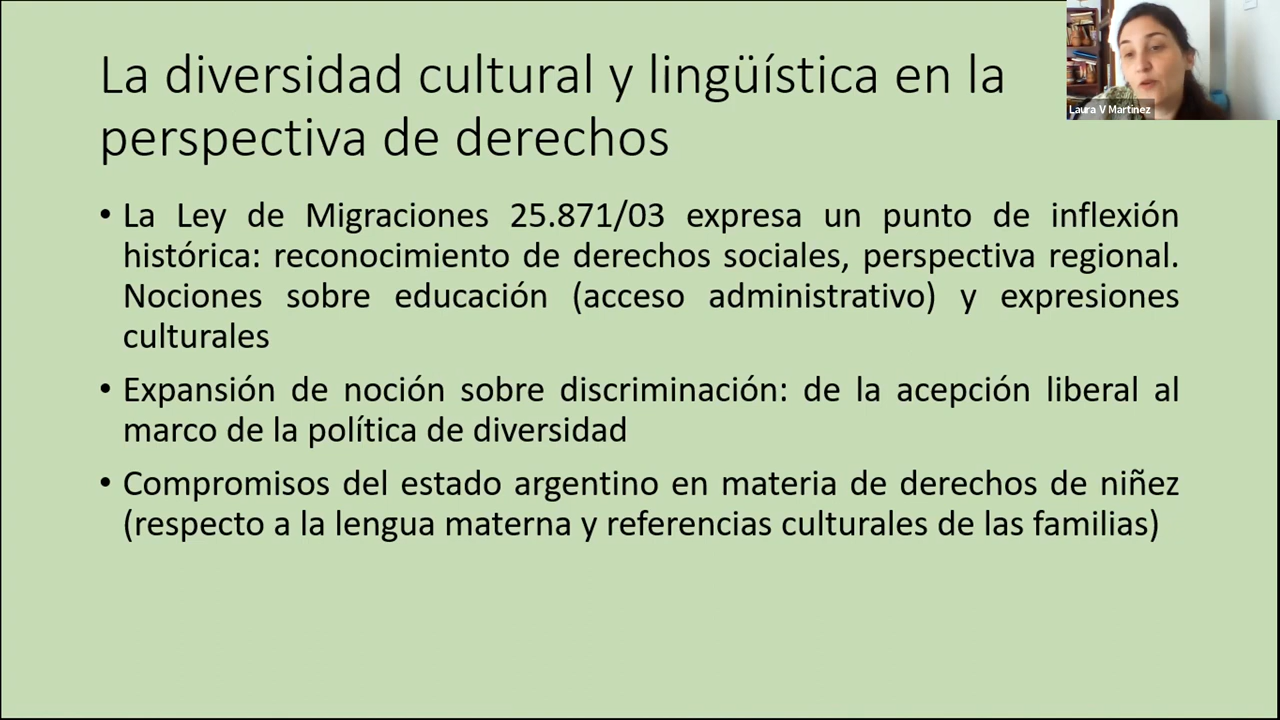 La diversidad cultural y lingüística en la
perspectiva de derechos
Laura V Martinez
• La Ley de Migraciones 25.871/03 expresa un punto de inflexión
histórica: reconocimiento de derechos sociales, perspectiva regional.
Nociones sobre educación (acceso administrativo) y expresiones
culturales
• Expansión de noción sobre discriminación: de la acepción liberal al
marco de la política de diversidad
• Compromisos del estado argentino en materia de derechos de niñez
(respecto a la lengua materna y referencias culturales de las familias)